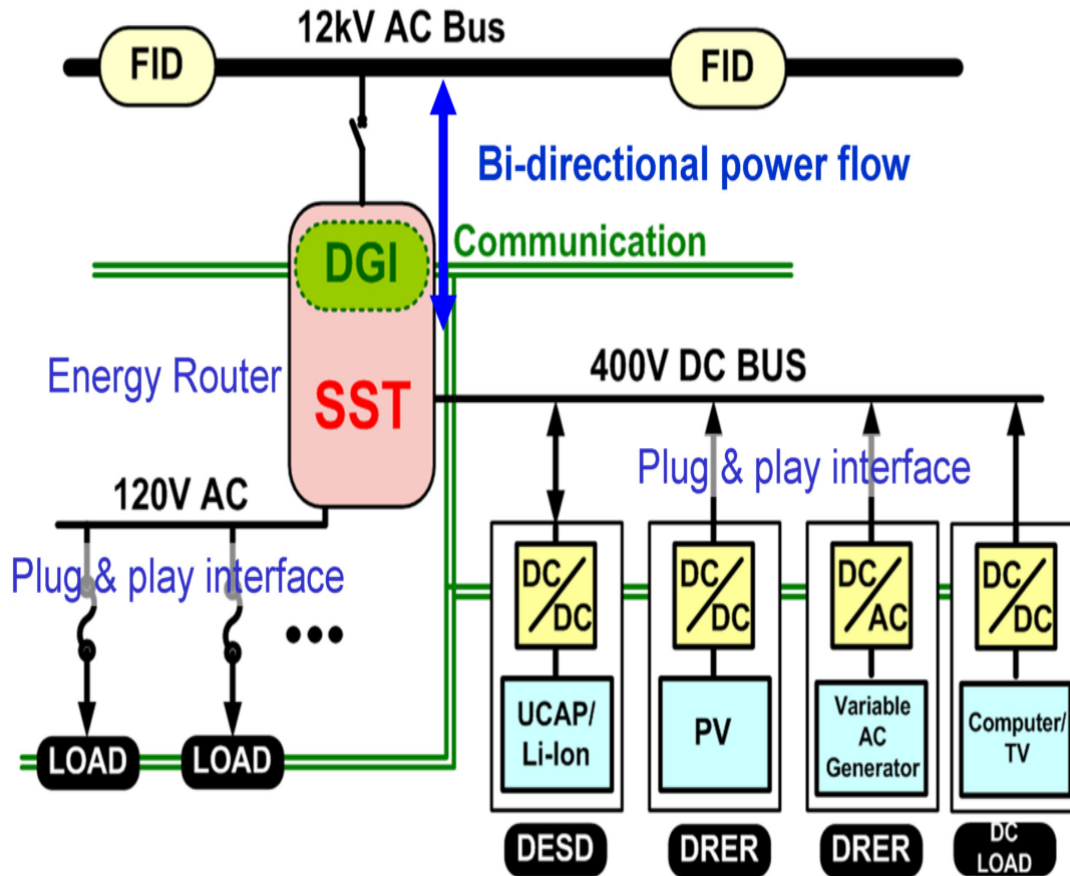 12kV AC Bus
FID
FID
Bi-directional power flow
Communication
DGI
Energy Router
SST
400V DC BUS
Plug & play interface
120V AC
Plug & play interface
DC/DC
DC/DC
DC/AC
DC/DC
UCAP/
Li-Ion
PV
Variable
AC
Generator
Computer/
TV
LOAD
LOAD
DESD
DRER
DRER
DC
LOAD